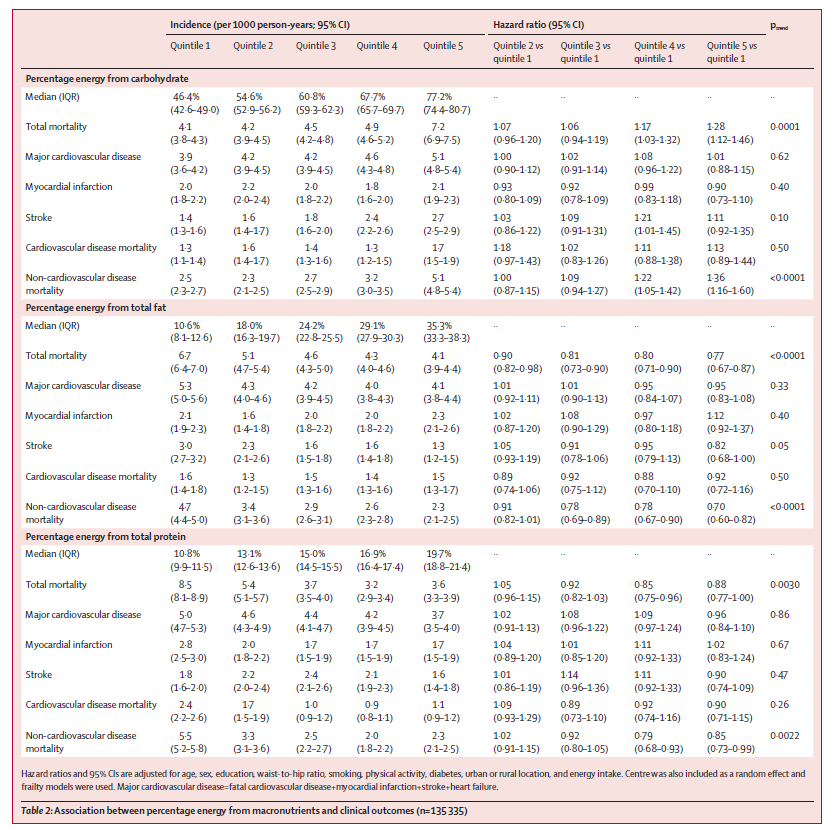 Incidence (per 1000 person-years; 95% CI) Hazard ratio (95% CI) p trend
Quintile 1 Quintile 2 Quintile 3 Quintile 4 Quintile 5 Quintile 2 vs quintile 1 Quintile 3 vs quintile 1 Quintile 4 vs quintile 1 Quintile 5 vs quintile 1
Percentage energy from carbohydrate
Median (IQR) 46·4% 54·6% 60·8% 67·7% 77·2% ·· ·· ·· ·· ··
(42·6–49·0) (52·9–56·2) (59·3–62·3) (65·7–69·7) (74·4–80·7)
Total mortality 4·1 4·2 4·5 4·9 7·2 1·07 1·06 1·17 1·28 0·0001
(3·8–4·3) (3·9–4·5) (4·2–4·8) (4·6–5·2) (6·9–7·5) (0·96–1·20) (0·94–1·19) (1·03–1·32) (1·12–1·46)
Major cardiovascular disease 3·9 4·2 4·2 4·6 5·1 1·00 1·02 1·08 1·01 0·62
(3·6–4·2) (3·9–4·5) (3·9–4·5) (4·3–4·8) (4·8–5·4) (0·90–1·12) (0·91–1·14) (0·96–1·22) (0·88–1·15)
Myocardial infarction 2·0 2·2 2·0 1·8 2·1 0·93 0·92 0·99 0·90 0·40
(1·8–2·2) (2·0–2·4) (1·8–2·2) (1·6–2·0) (1·9–2·3) (0·80–1·09) (0·78–1·09) (0·83–1·18) (0·73–1·10)
Stroke 1·4 1·6 1·8 2·4 2·7 1·03 1·09 1·21 1·11 0·10
(1·3–1·6) (1·4–1·7) (1·6–2·0) (2·2–2·6) (2·5–2·9) (0·86–1·22) (0·91–1·31) (1·01–1·45) (0·92–1·35)
Cardiovascular disease mortality 1·3 1·6 1·4 1·3 1·7 1·18 1·02 1·11 1·13 0·50
(1·1–1·4) (1·4–1·7) (1·3–1·6) (1·2–1·5) (1·5–1·9) (0·97–1·43) (0·83–1·26) (0·88–1·38) (0·89–1·44)
Non-cardiovascular disease 2·5 2·3 2·7 3·2 5·1 1·00 1·09 1·22 1·36 <0·0001
mortality (2·3–2·7) (2·1–2·5) (2·5–2·9) (3·0–3·5) (4·8–5·4) (0·87–1·15) (0·94–1·27) (1·05–1·42) (1·16–1·60)
Percentage energy from total fat
Median (IQR) 10·6% 18·0% 24·2% 29·1% 35·3% ·· ·· ·· ·· ··
(8·1–12·6) (16·3–19·7) (22·8–25·5) (27·9–30·3) (33·3–38·3)
Total mortality 6·7 5·1 4·6 4·3 4·1 0·90 0·81 0·80 0·77 <0·0001
(6·4–7·0) (4·7–5·4) (4·3–5·0) (4·0–4·6) (3·9–4·4) (0·82–0·98) (0·73–0·90) (0·71–0·90) (0·67–0·87)
Major cardiovascular disease 5·3 4·3 4·2 4·0 4·1 1·01 1·01 0·95 0·95 0·33
(5·0–5·6) (4·0–4·6) (3·9–4·5) (3·8–4·3) (3·8–4·4) (0·92–1·11) (0·90–1·13) (0·84–1·07) (0·83–1·08)
Myocardial infarction 2·1 1·6 2·0 2·0 2·3 1·02 1·08 0·97 1·12 0·40
(1·9–2·3) (1·4–1·8) (1·8–2·2) (1·8–2·2) (2·1–2·6) (0·87–1·20) (0·90–1·29) (0·80–1·18) (0·92–1·37)
Stroke 3·0 2·3 1·6 1·6 1·3 1·05 0·91 0·95 0·82 0·05
(2·7–3·2) (2·1–2·6) (1·5–1·8) (1·4–1·8) (1·2–1·5) (0·93–1·19) (0·78–1·06) (0·79–1·13) (0·68–1·00)
Cardiovascular disease mortality 1·6 1·3 1·5 1·4 1·5 0·89 0·92 0·88 0·92 0·50
(1·4–1·8) (1·2–1·5) (1·3–1·6) (1·3–1·6) (1·3–1·7) (0·74–1·06) (0·75–1·12) (0·70–1·10) (0·72–1·16)
Non-cardiovascular disease 4·7 3·4 2·9 2·6 2·3 0·91 0·78 0·78 0·70 <0·0001
mortality (4·4–5·0) (3·1–3·6) (2·6–3·1) (2·3–2·8) (2·1–2·5) (0·82–1·01) (0·69–0·89) (0·67–0·90) (0·60–0·82)
Percentage energy from total protein
Median (IQR) 10·8% 13·1% 15·0% 16·9% 19·7% ·· ·· ·· ·· ··
(9·9–11·5) (12·6–13·6) (14·5–15·5) (16·4–17·4) (18·8–21·4)
Total mortality 8·5 5·4 3·7 3·2 3·6 1·05 0·92 0·85 0·88 0·0030
(8·1–8·9) (5·1–5·7) (3·5–4·0) (2·9–3·4) (3·3–3·9) (0·96–1·15) (0·82–1·03) (0·75–0·96) (0·77–1·00)
Major cardiovascular disease 5·0 4·6 4·4 4·2 3·7 1·02 1·08 1·09 0·96 0·86
(4·7–5·3) (4·3–4·9) (4·1–4·7) (3·9–4·5) (3·5–4·0) (0·91–1·13) (0·96–1·22) (0·97–1·24) (0·84–1·10)
Myocardial infarction 2·8 2·0 1·7 1·7 1·7 1·04 1·01 1·11 1·02 0·67
(2·5–3·0) (1·8–2·2) (1·5–1·9) (1·5–1·9) (1·5–1·9) (0·89–1·20) (0·85–1·20) (0·92–1·33) (0·83–1·24)
Stroke 1·8 2·2 2·4 2·1 1·6 1·01 1·14 1·11 0·90 0·47
(1·6–2·0) (2·0–2·4) (2·1–2·6) (1·9–2·3) (1·4–1·8) (0·86–1·19) (0·96–1·36) (0·92–1·33) (0·74–1·09)
Cardiovascular disease mortality 2·4 1·7 1·0 0·9 1·1 1·09 0·89 0·92 0·90 0·26
(2·2–2·6) (1·5–1·9) (0·9–1·2) (0·8–1·1) (0·9–1·2) (0·93–1·29) (0·73–1·10) (0·74–1·16) (0·71–1·15)
Non-cardiovascular disease 5·5 3·3 2·5 2·0 2·3 1·02 0·92 0·79 0·85 0·0022
mortality (5·2–5·8) (3·1–3·6) (2·2–2·7) (1·8–2·2) (2·1–2·5) (0·91–1·15) (0·80–1·05) (0·68–0·93) (0·73–0·99)
Hazard ratios and 95% CIs are adjusted for age, sex, education, waist-to-hip ratio, smoking, physical activity, diabetes, urban or rural location, and energy intake. Centre was also included as a random effect and
frailty models were used. Major cardiovascular disease=fatal cardiovascular disease+myocardial infarction+stroke+heart failure.
Table 2: Association between percentage energy from macronutrients and clinical outcomes (n=135 335)